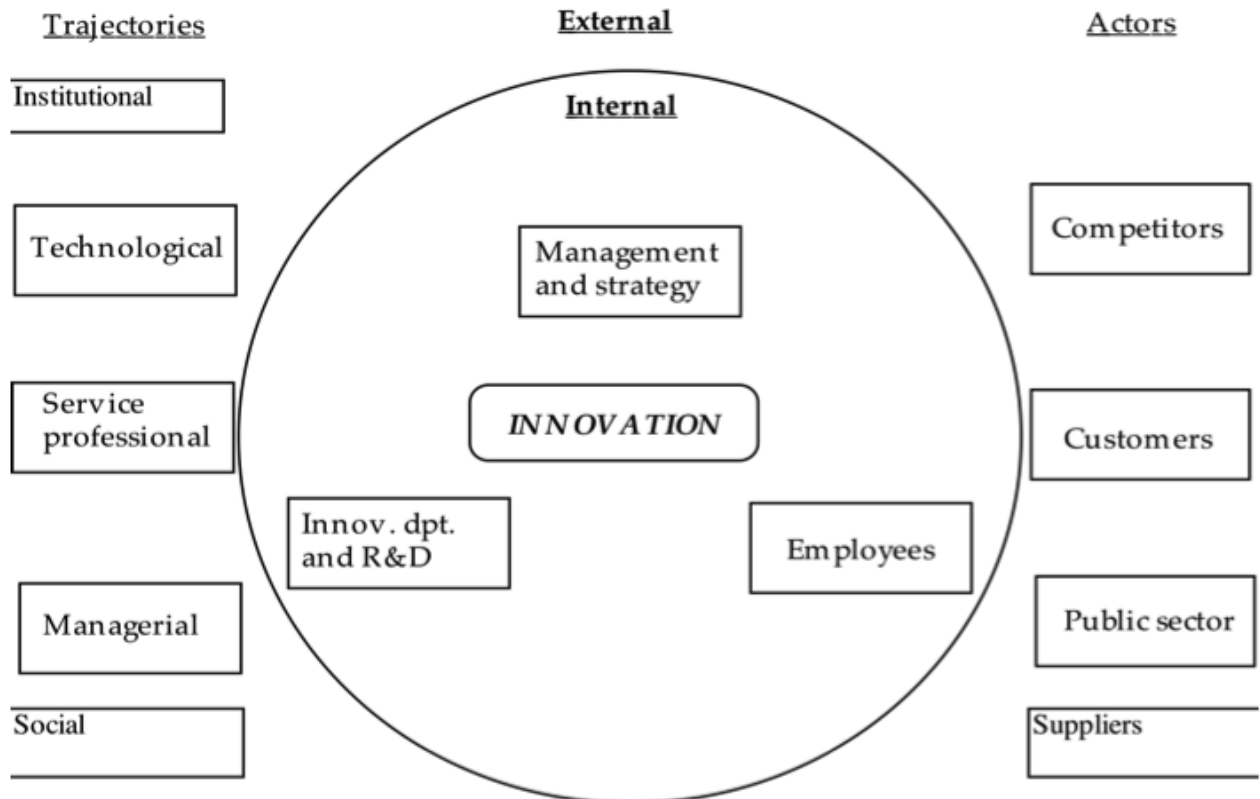 Trajectories
External
Actors
Institutional
Internal
Technological
Management
and strategy
Competitors
Service
professional
INNOVATION
Customers
Innov. dpt.
and R&D
Employees
Managerial
Public sector
Social
Suppliers